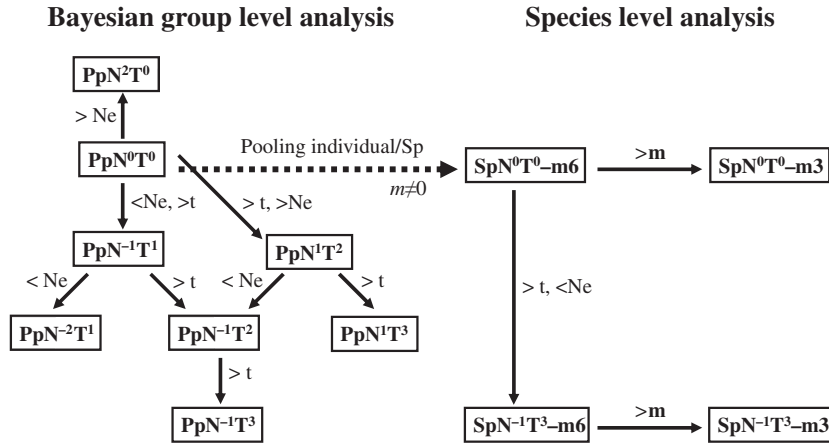 Bayesian group level analysis
Species level analysis
PpN²T⁰
> Ne
PpN⁰T⁰
Pooling individual/Sp
m≠0
SpN⁰T⁰–m6
>m
SpN⁰T⁰–m3
<Ne, >t
> t, >Ne
PpN⁻¹T¹
PpN¹T²
< Ne
> t
< Ne
> t
> t, <Ne
PpN⁻²T¹
PpN⁻¹T²
PpN¹T³
> t
PpN⁻¹T³
SpN⁻¹T³–m6
>m
SpN⁻¹T³–m3